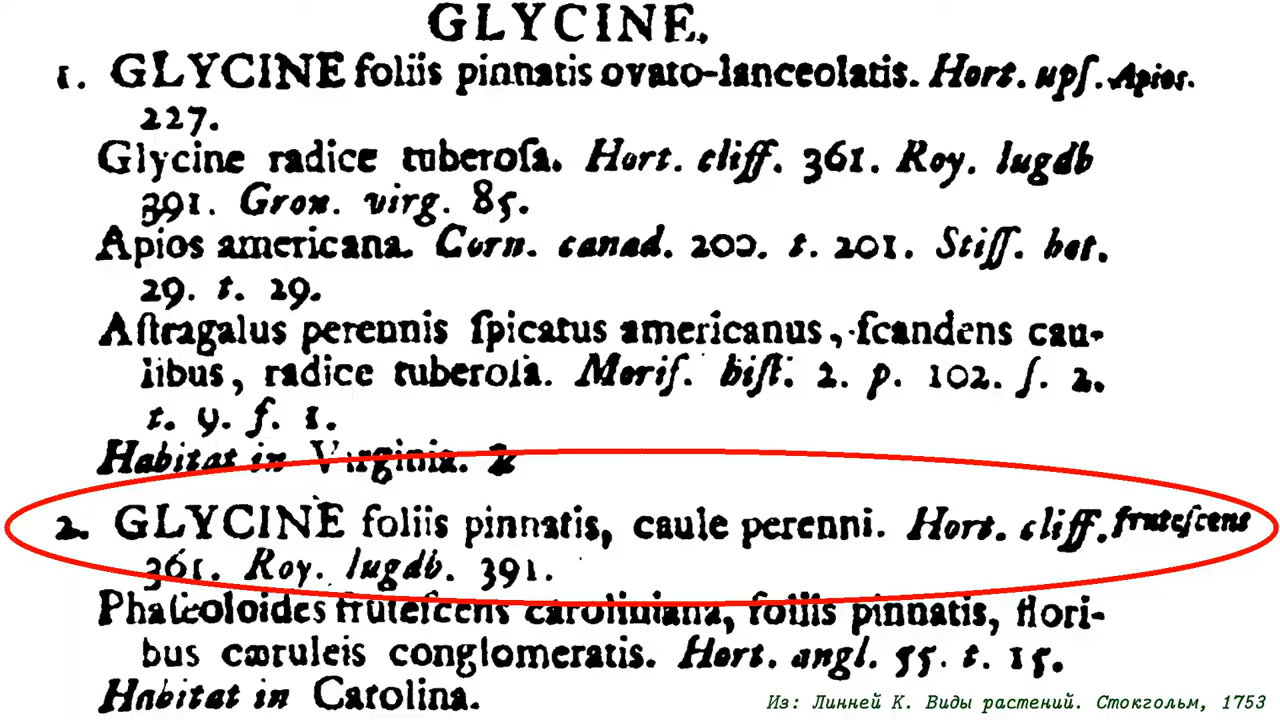 GLYCINE.
1. GLYCINE foliis pinnatis ovato-lanceolatis. Hort. upſ. Apios.
227.
Glycine radice tuberoſa. Hort. cliff. 361. Roy. lugdb
391. Gron. virg. 85.
Apios americana. Corn. canad. 200. t. 201. Stiſſ. bot.
29. t. 29.
Aſtragalus perennis ſpicatus americanus, ſcandens cau-
libus, radice tuberoſa. Moriſ. hiſt. 2. p. 102. ſ. 2.
t. 9. f. 1.
Habitat in Virginia. ♃
2. GLYCINE foliis pinnatis, caule perenni. Hort. cliff. fruteſcens
361. Roy. lugdb. 391.
Phaſeoloides fruteſcens caroliniana, foliis pinnatis, flori-
bus cœruleis conglomeratis. Hort. angl. 55. t. 15.
Habitat in Carolina.
Из: Линней К. Виды растений. Стокгольм, 1753